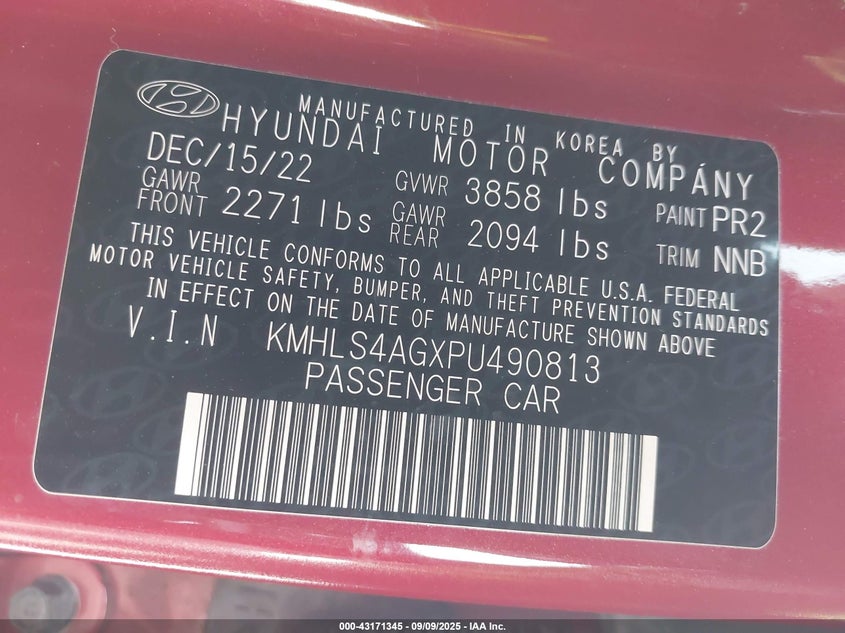 MANUFACTURED IN KOREA BY
HYUNDAI MOTOR COMPANY
DEC/15/22 GVWR 3858 lbs PAINT PR2
GAWR FRONT 2271 lbs GAWR REAR 2094 lbs TRIM NNB
THIS VEHICLE CONFORMS TO ALL APPLICABLE U.S.A. FEDERAL
MOTOR VEHICLE SAFETY, BUMPER, AND THEFT PREVENTION STANDARDS
IN EFFECT ON THE DATE OF MANUFACTURE SHOWN ABOVE
V.I.N KMHLS4AGXPU490813
PASSENGER CAR
000-43171345 | 09/09/2025 - IAA Inc.